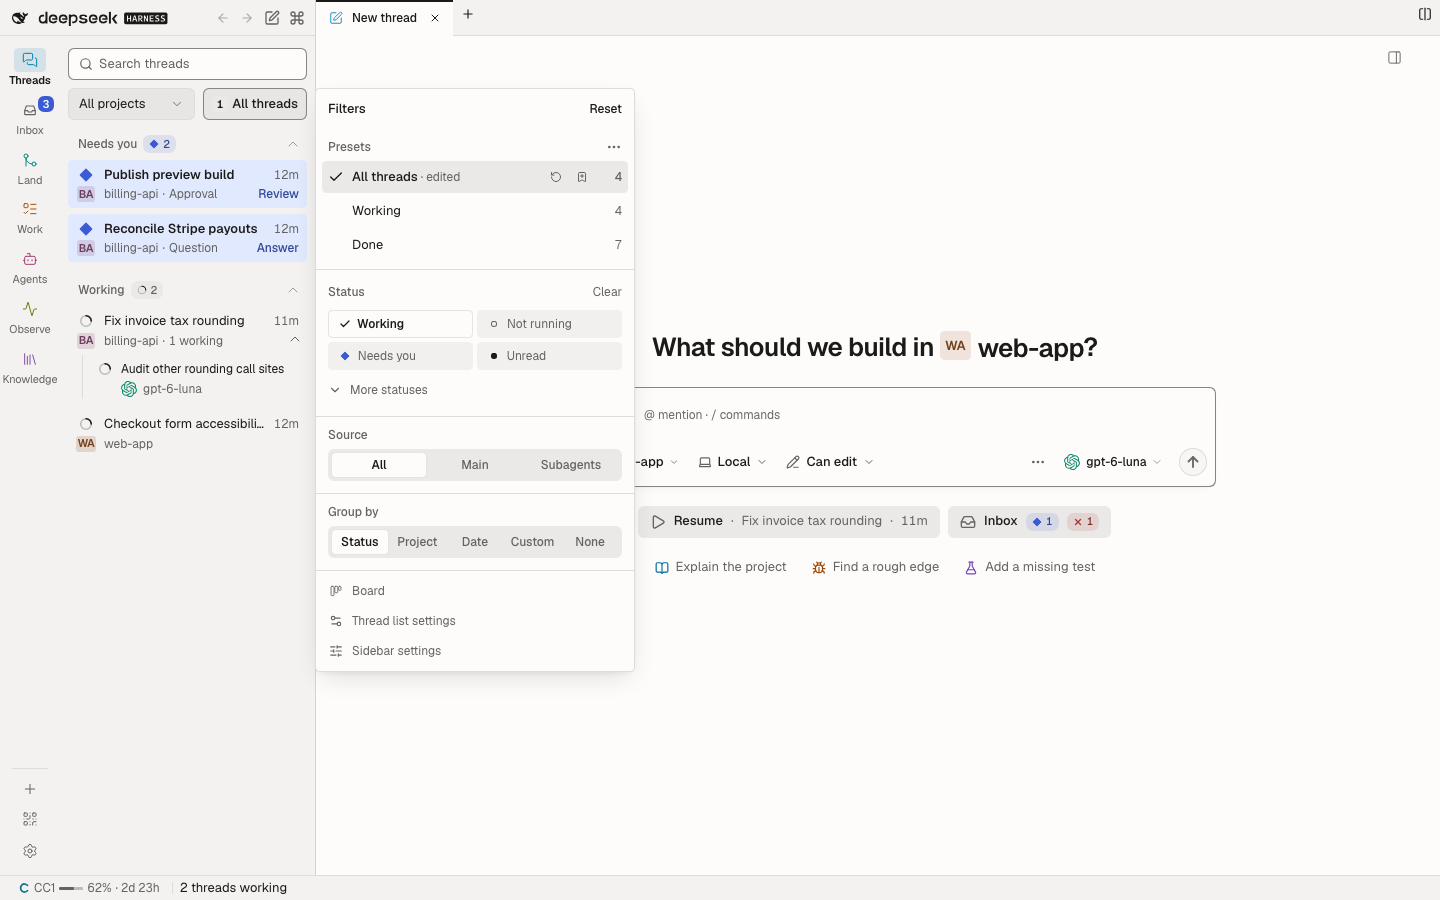 deepseek HARNESS
New thread
Threads
3
Inbox
Land
Work
Agents
Observe
Knowledge
Search threads
All projects
1 All threads
Needs you 2
Publish preview build 12m
BA billing-api · Approval Review
Reconcile Stripe payouts 12m
BA billing-api · Question Answer
Working 2
Fix invoice tax rounding 11m
BA billing-api · 1 working
Audit other rounding call sites
gpt-6-luna
Checkout form accessibili… 12m
WA web-app
Filters Reset
Presets
All threads · edited 4
Working 4
Done 7
Status Clear
Working Not running
Needs you Unread
More statuses
Source
All Main Subagents
Group by
Status Project Date Custom None
Board
Thread list settings
Sidebar settings
What should we build in WA web-app?
@ mention · / commands
-app Local Can edit gpt-6-luna
Resume · Fix invoice tax rounding · 11m Inbox 1 1
Explain the project Find a rough edge Add a missing test
C CC1 62% · 2d 23h 2 threads working